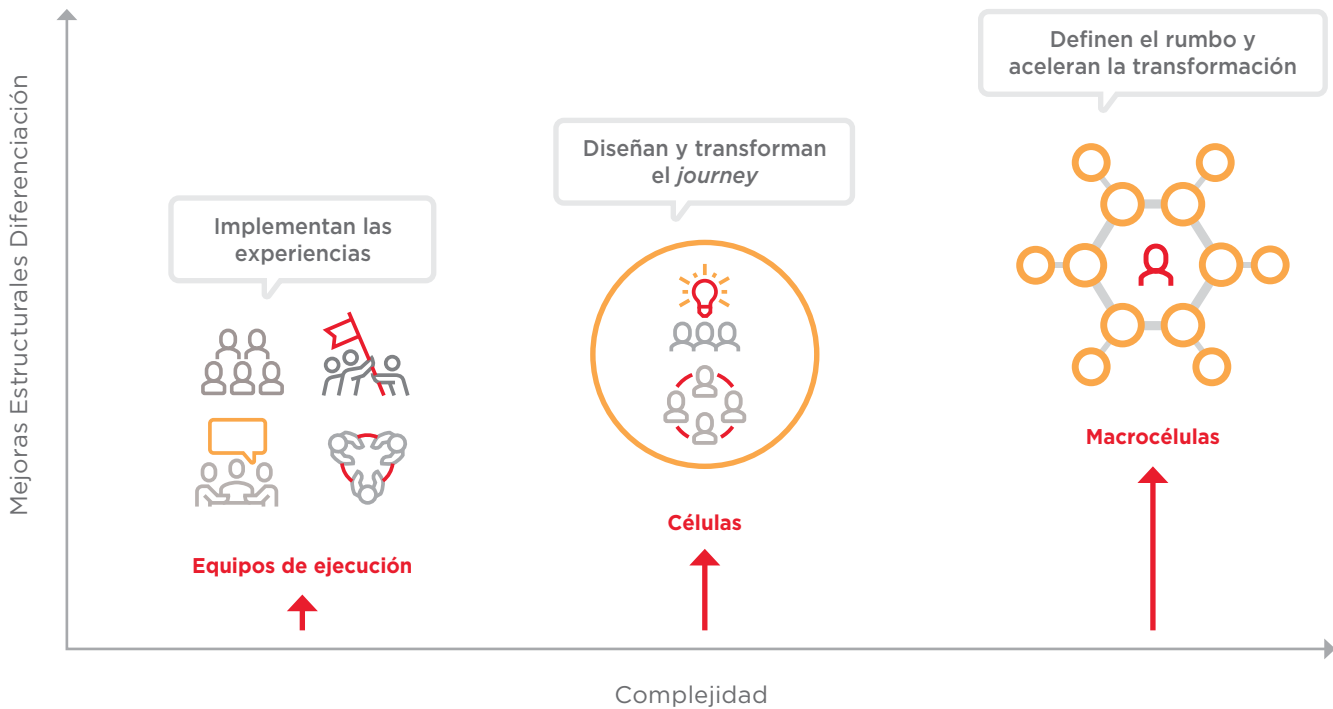 Mejoras Estructurales Diferenciación
Implementan las
experiencias
Equipos de ejecución
Diseñan y transforman
el journey
Células
Definen el rumbo y
aceleran la transformación
Macrocélulas
Complejidad